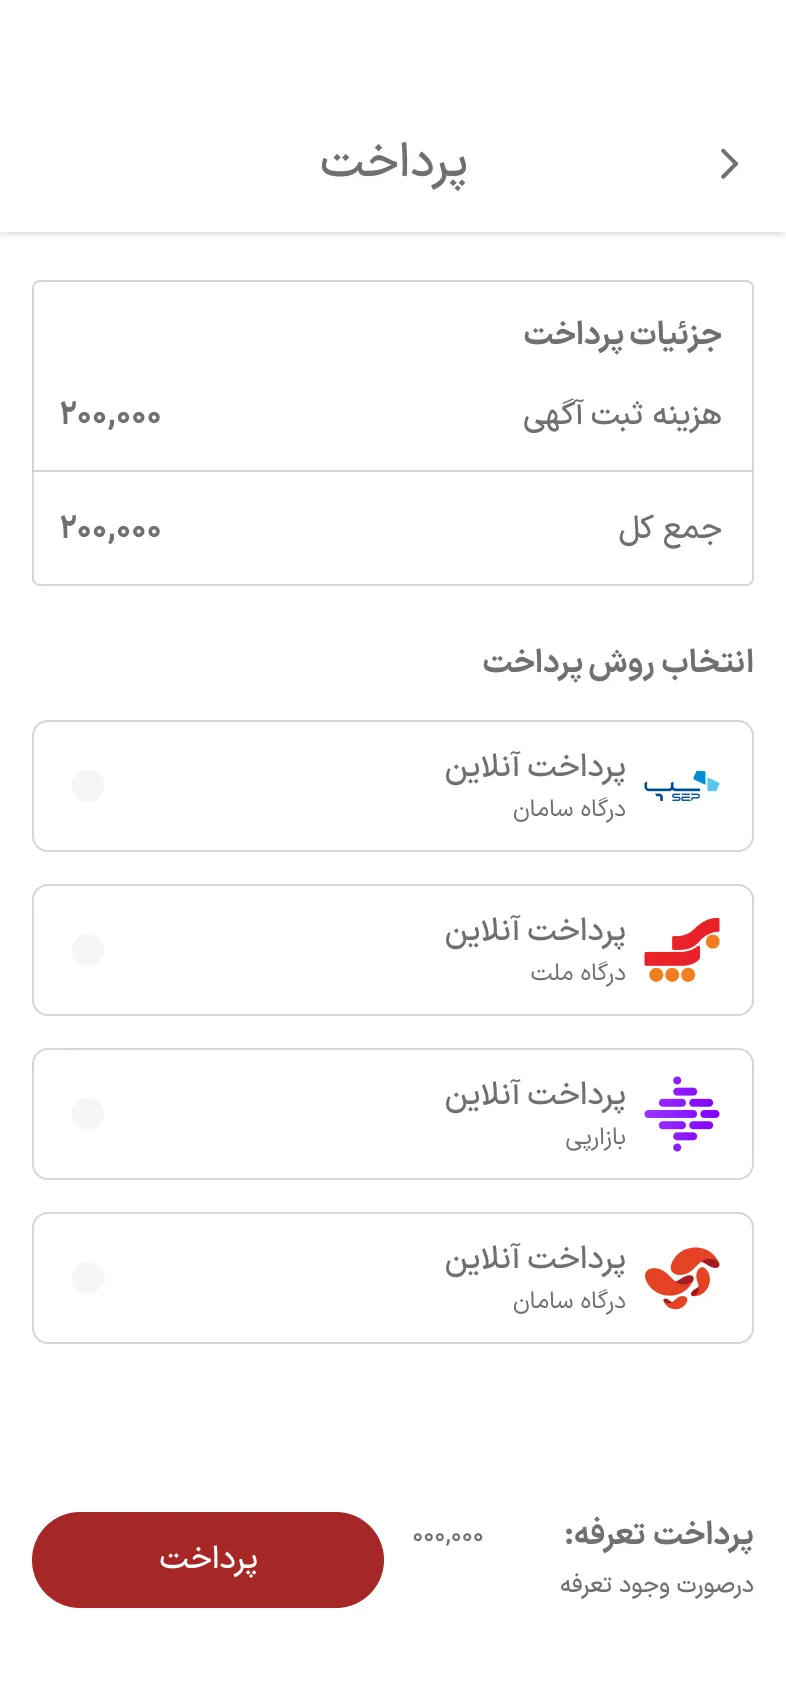 پرداخت
جزئیات پرداخت
هزینه ثبت آگهی ۲۰۰,۰۰۰
جمع کل ۲۰۰,۰۰۰
انتخاب روش پرداخت
سپ
SEP
پرداخت آنلاین
درگاه سامان
پرداخت آنلاین
درگاه ملت
پرداخت آنلاین
بازارپی
پرداخت آنلاین
درگاه سامان
پرداخت تعرفه: ۰۰۰,۰۰۰
درصورت وجود تعرفه
پرداخت